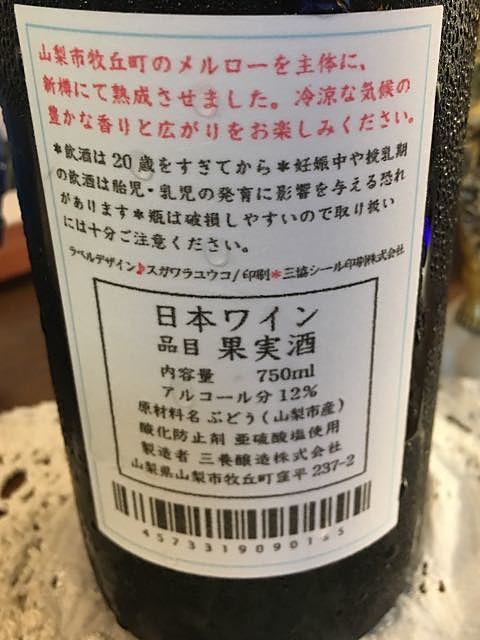 山梨市牧丘町のメルローを主体に、
新樽にて熟成させました。冷涼な気候の
豊かな香りと広がりをお楽しみください。
*飲酒は20歳をすぎてから*妊娠中や授乳期
の飲酒は胎児・乳児の発育に影響を与える恐れ
があります*瓶は破損しやすいので取り扱い
には十分ご注意ください。
ラベルデザイン♪スガワラユウコ/印刷*三協シール印刷株式会社
日本ワイン
品目 果実酒
内容量 750ml
アルコール分 12%
原材料名 ぶどう(山梨市産)
酸化防止剤 亜硫酸塩使用
製造者 三養醸造株式会社
山梨県山梨市牧丘町窪平237-2